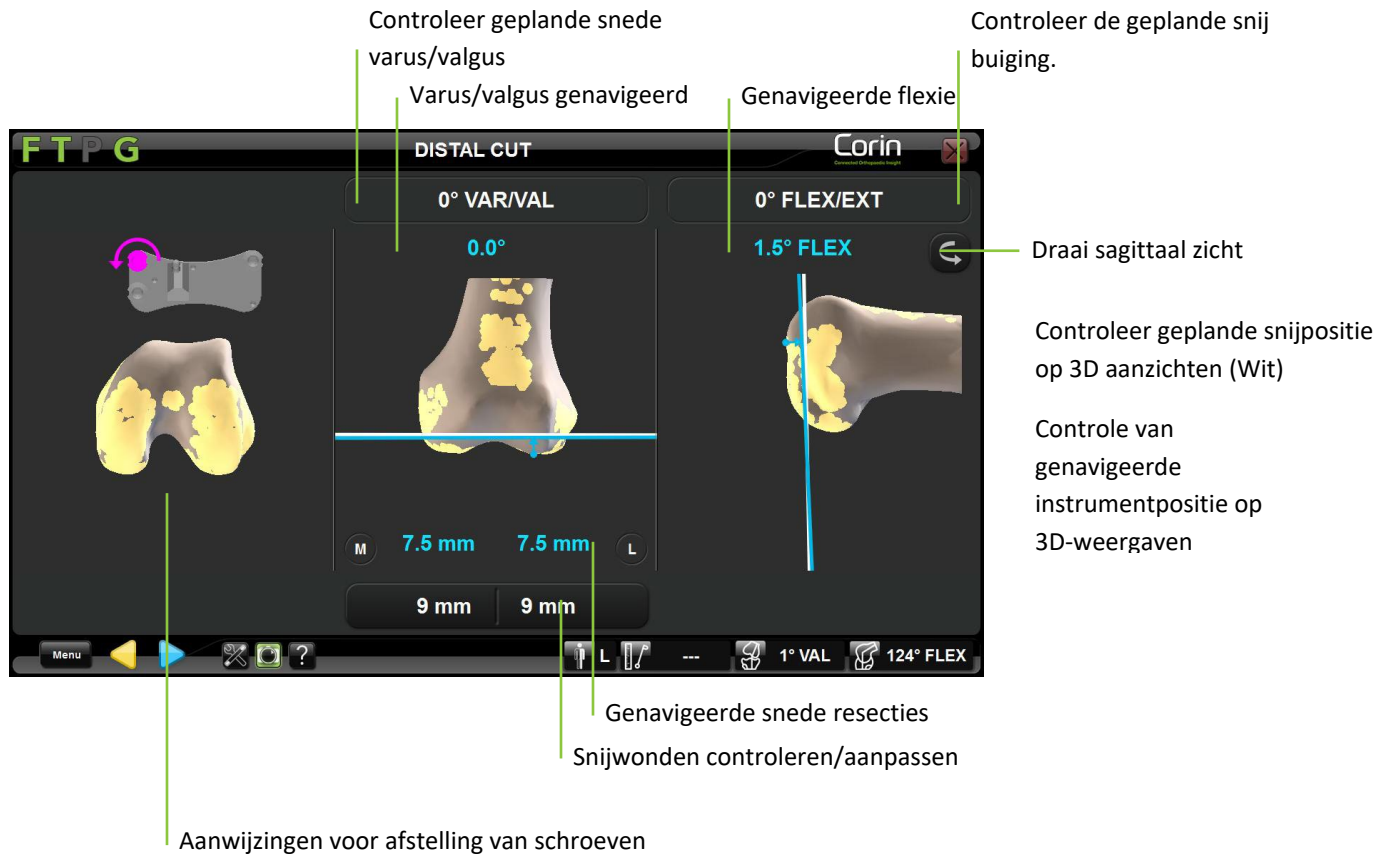 Controleer geplande snede
varus/valgus
Controleer de geplande snij
buiging.
Varus/valgus genavigeerd
Genavigeerde flexie
F T P G
DISTAL CUT
Corin
Connected Orthopaedic Insight
0° VAR/VAL
0° FLEX/EXT
0.0°
1.5° FLEX
Draai sagittaal zicht
Controleer geplande snijpositie
op 3D aanzichten (Wit)
Controle van
genavigeerde
instrumentpositie op
3D-weergaven
M 7.5 mm 7.5 mm L
9 mm 9 mm
Menu ? L --- 1° VAL 124° FLEX
Genavigeerde snede resecties
Snijwonden controleren/aanpassen
Aanwijzingen voor afstelling van schroeven